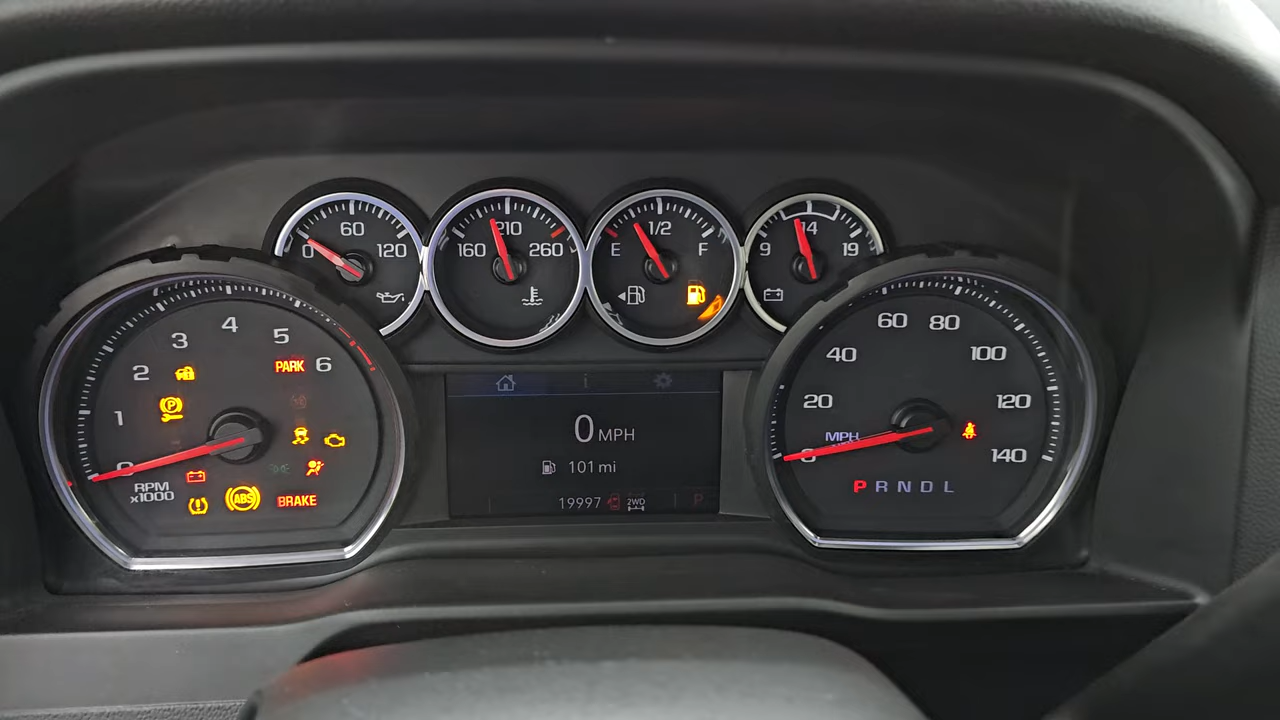 60
0 120
210
160 260
1/2
E F
14
9 19
4
3 5
2 6
PARK
1
0
RPM
x1000
ABS
BRAKE
0 MPH
101 mi
19997 2WD P
60 80
40 100
20 120
MPH
140
P R N D L